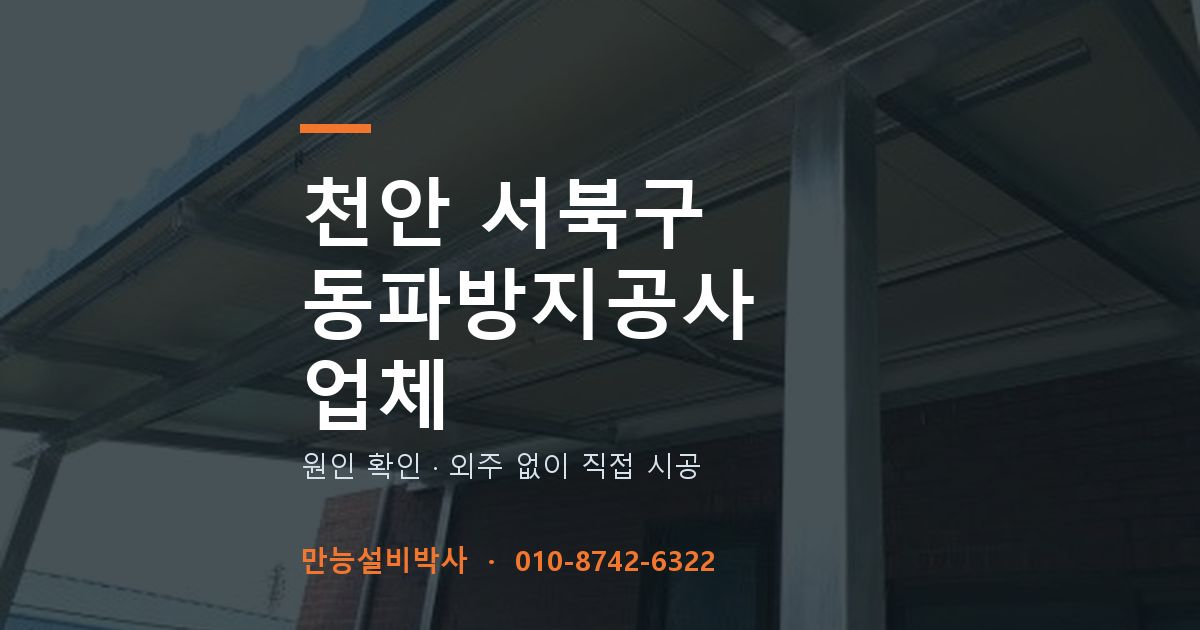 천안 서북구
동파방지공사
업체
원인 확인 · 외주 없이 직접 시공
만능설비박사 · 010-8742-6322